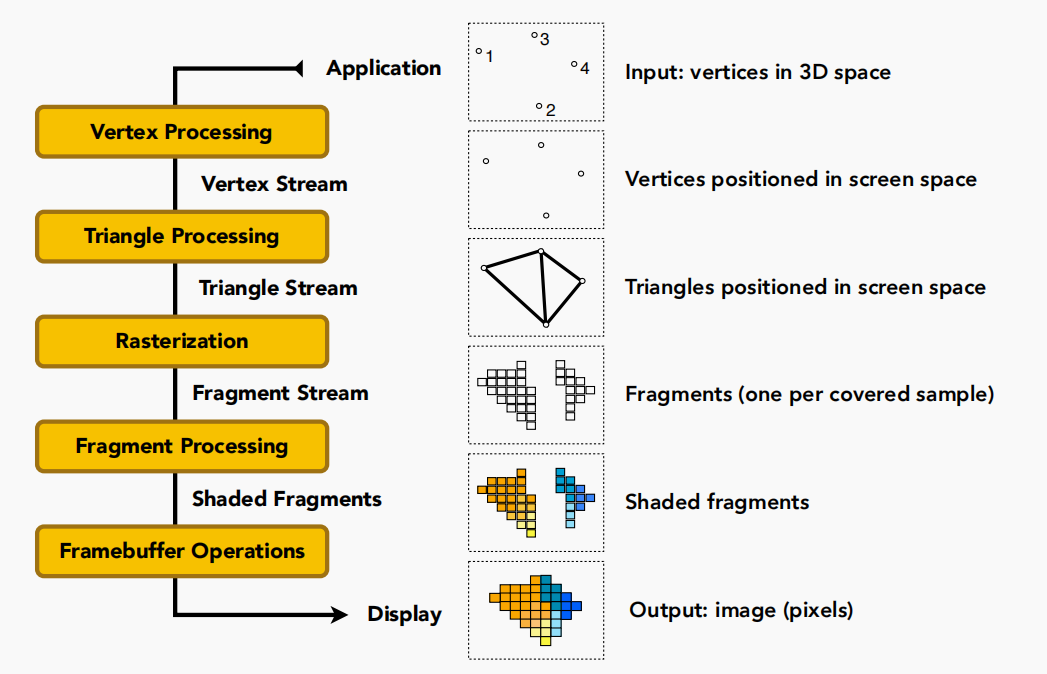 Application
3
1
4
2
Input: vertices in 3D space
Vertex Processing
Vertex Stream
Vertices positioned in screen space
Triangle Processing
Triangle Stream
Triangles positioned in screen space
Rasterization
Fragment Stream
Fragments (one per covered sample)
Fragment Processing
Shaded Fragments
Shaded fragments
Framebuffer Operations
Display
Output: image (pixels)